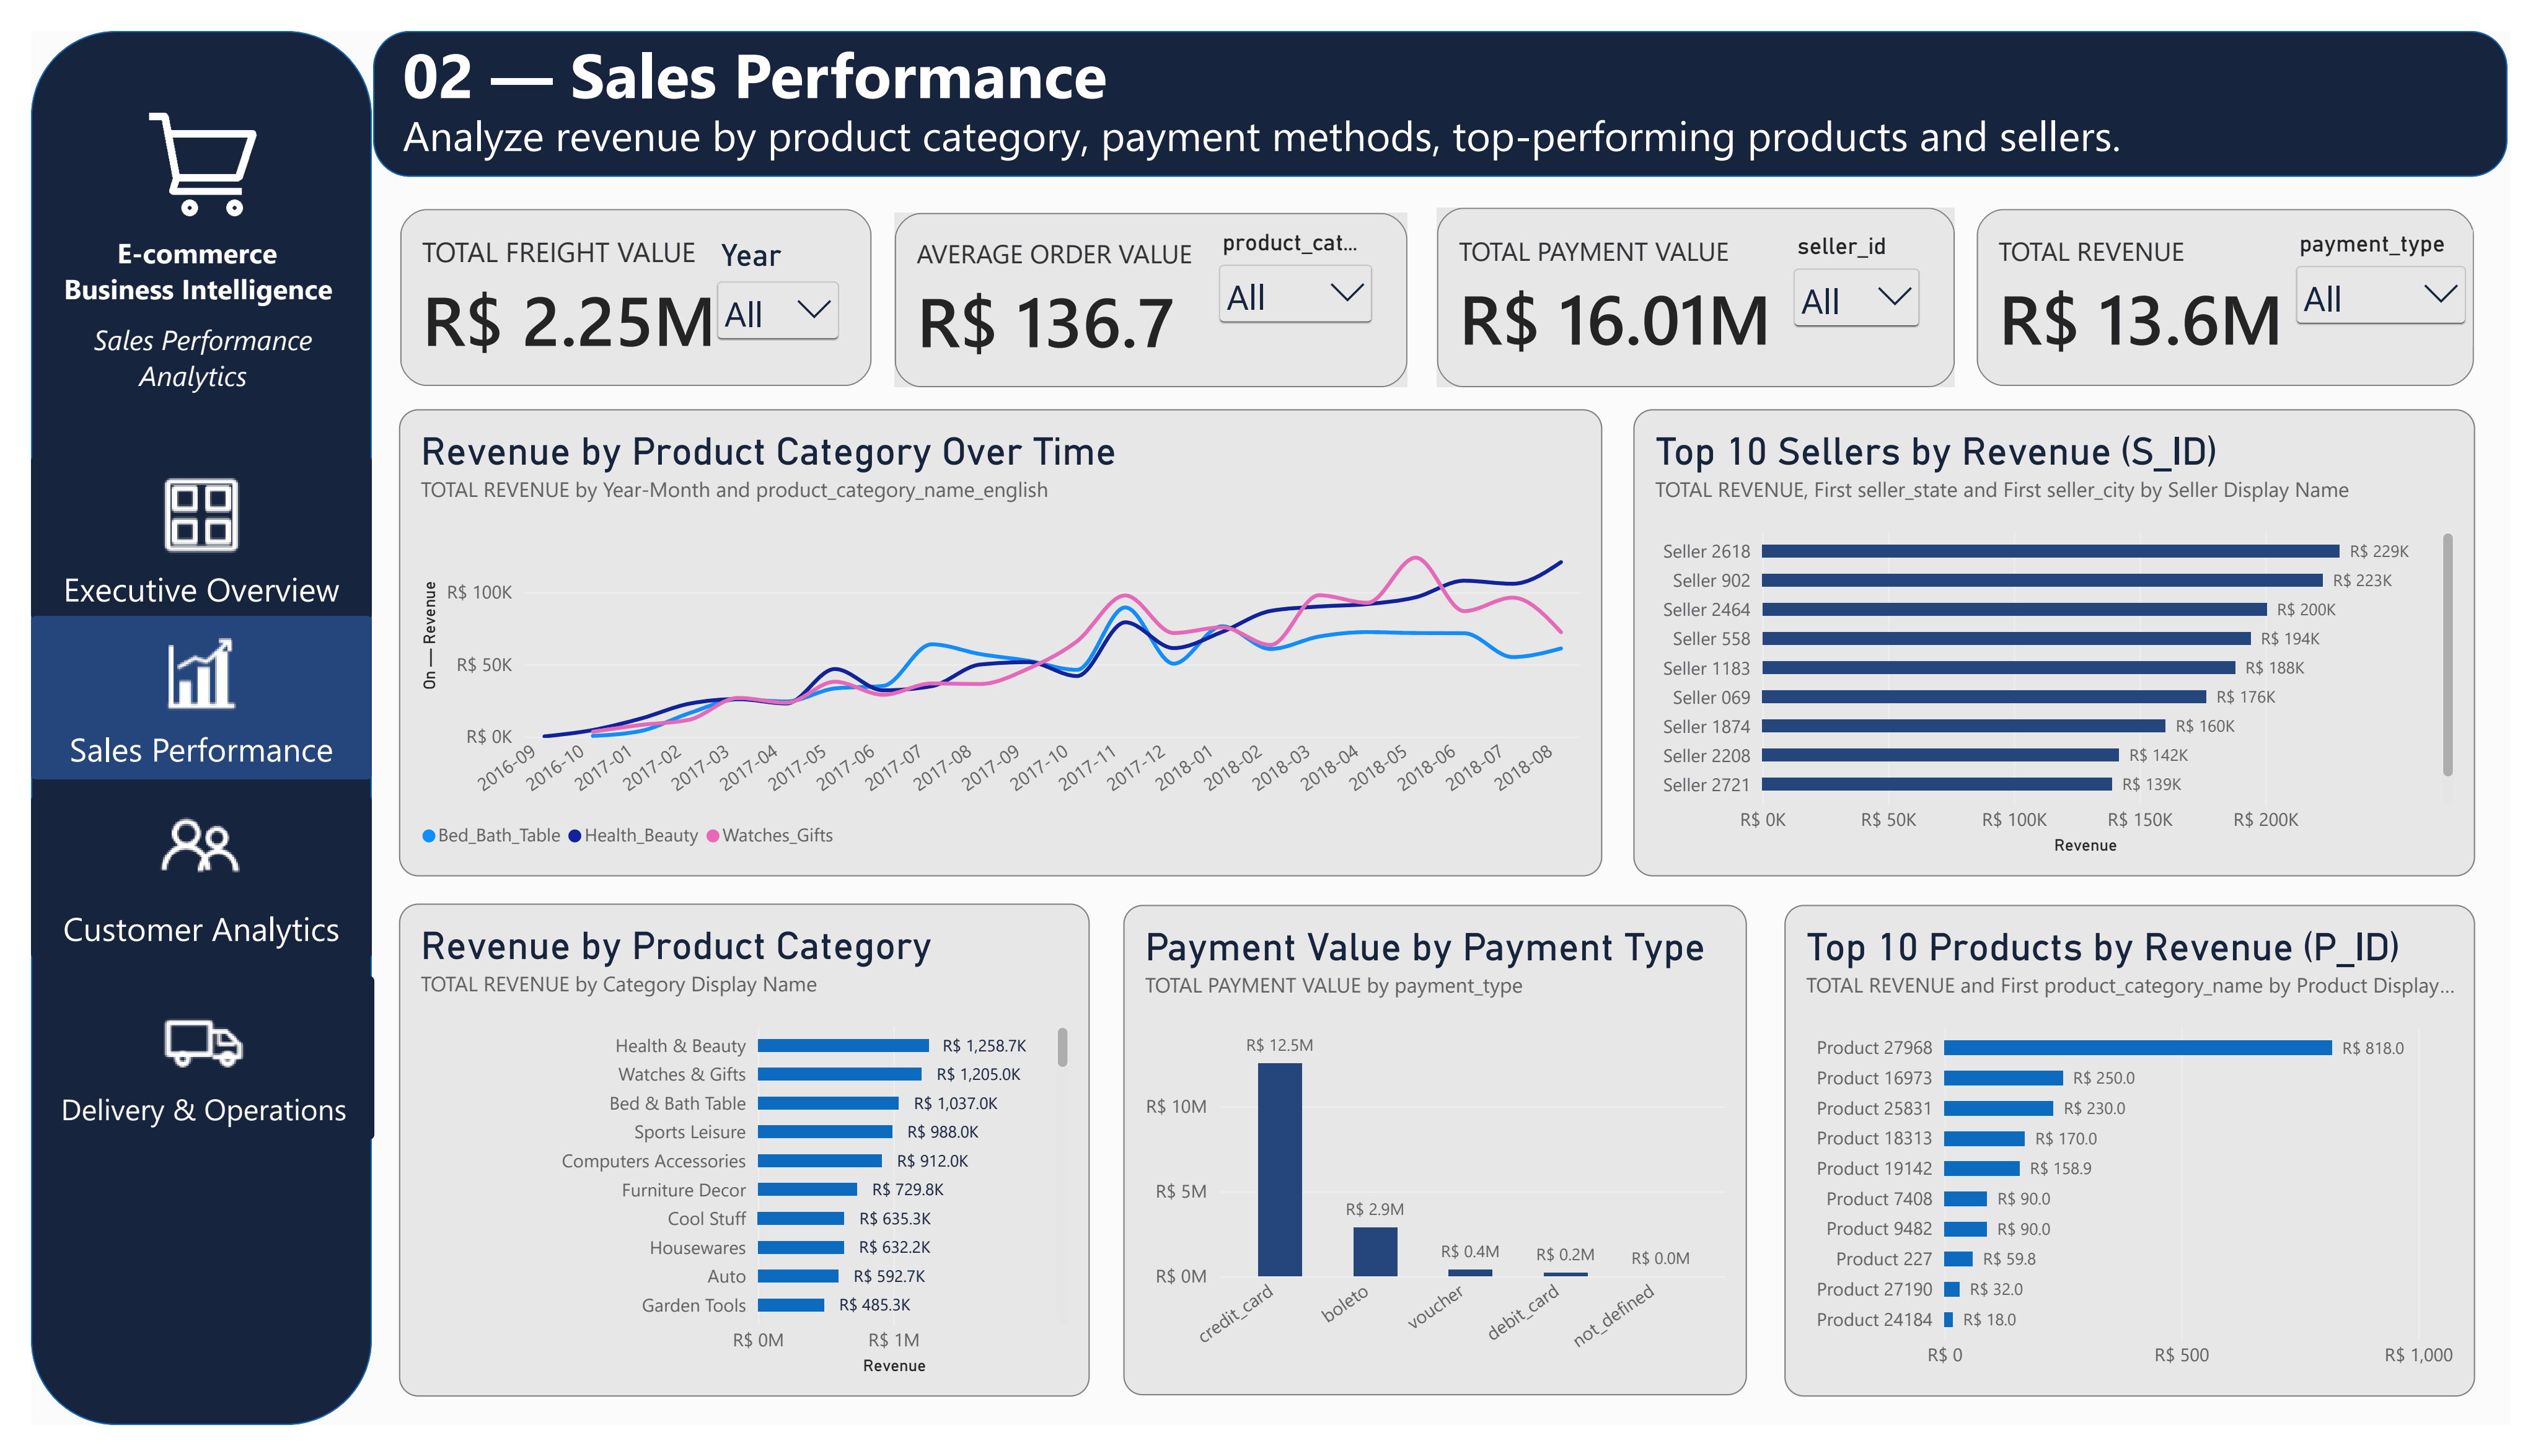 E-commerce
Business Intelligence
Sales Performance
Analytics
Executive Overview
Sales Performance
Customer Analytics
Delivery & Operations
02 — Sales Performance
Analyze revenue by product category, payment methods, top-performing products and sellers.
TOTAL FREIGHT VALUE
R$ 2.25M
Year
All
AVERAGE ORDER VALUE
R$ 136.7
product_cat...
All
TOTAL PAYMENT VALUE
R$ 16.01M
seller_id
All
TOTAL REVENUE
R$ 13.6M
payment_type
All
Revenue by Product Category Over Time
TOTAL REVENUE by Year-Month and product_category_name_english
On — Revenue
R$ 100K
R$ 50K
R$ 0K
2016-09
2016-10
2017-01
2017-02
2017-03
2017-04
2017-05
2017-06
2017-07
2017-08
2017-09
2017-10
2017-11
2017-12
2018-01
2018-02
2018-03
2018-04
2018-05
2018-06
2018-07
2018-08
Bed_Bath_Table Health_Beauty Watches_Gifts
Top 10 Sellers by Revenue (S_ID)
TOTAL REVENUE, First seller_state and First seller_city by Seller Display Name
Seller 2618 R$ 229K
Seller 902 R$ 223K
Seller 2464 R$ 200K
Seller 558 R$ 194K
Seller 1183 R$ 188K
Seller 069 R$ 176K
Seller 1874 R$ 160K
Seller 2208 R$ 142K
Seller 2721 R$ 139K
R$ 0K R$ 50K R$ 100K R$ 150K R$ 200K
Revenue
Revenue by Product Category
TOTAL REVENUE by Category Display Name
Health & Beauty R$ 1,258.7K
Watches & Gifts R$ 1,205.0K
Bed & Bath Table R$ 1,037.0K
Sports Leisure R$ 988.0K
Computers Accessories R$ 912.0K
Furniture Decor R$ 729.8K
Cool Stuff R$ 635.3K
Housewares R$ 632.2K
Auto R$ 592.7K
Garden Tools R$ 485.3K
R$ 0M R$ 1M
Revenue
Payment Value by Payment Type
TOTAL PAYMENT VALUE by payment_type
R$ 10M
R$ 5M
R$ 0M
R$ 12.5M
R$ 2.9M
R$ 0.4M
R$ 0.2M
R$ 0.0M
credit_card
boleto
voucher
debit_card
not_defined
Top 10 Products by Revenue (P_ID)
TOTAL REVENUE and First product_category_name by Product Display...
Product 27968 R$ 818.0
Product 16973 R$ 250.0
Product 25831 R$ 230.0
Product 18313 R$ 170.0
Product 19142 R$ 158.9
Product 7408 R$ 90.0
Product 9482 R$ 90.0
Product 227 R$ 59.8
Product 27190 R$ 32.0
Product 24184 R$ 18.0
R$ 0 R$ 500 R$ 1,000